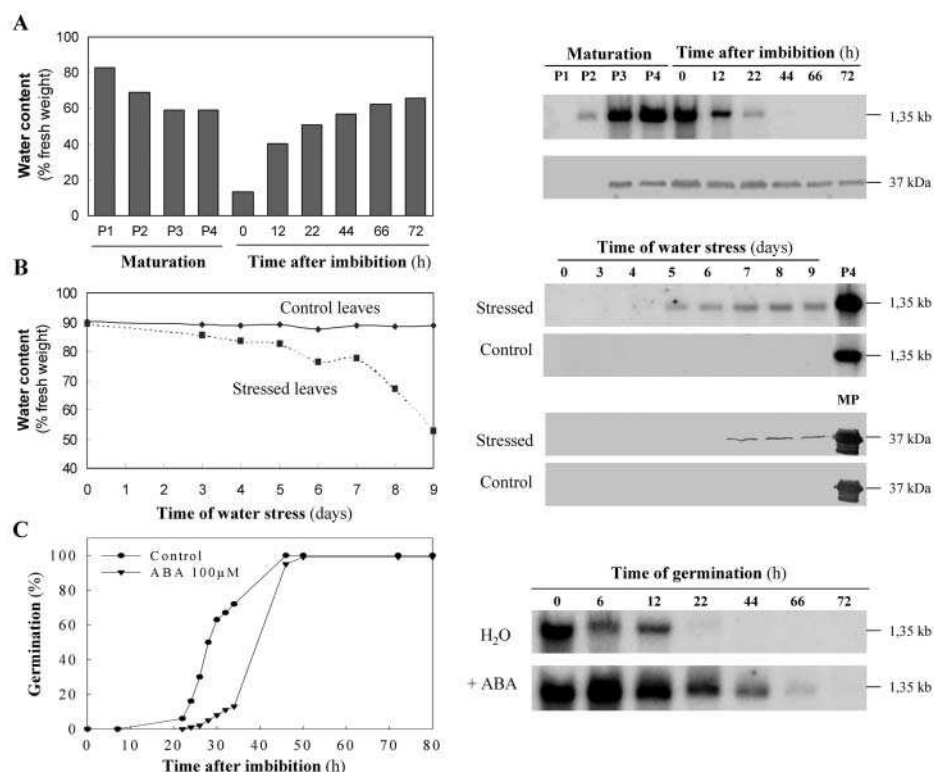 A
Water content
(% fresh weight)
100
80
60
40
20
0
P1 P2 P3 P4 0 12 22 44 66 72
Maturation Time after imbibition (h)
Maturation Time after imbibition (h)
P1 P2 P3 P4 0 12 22 44 66 72
1,35 kb
37 kDa
B
Water content
(% fresh weight)
100
90
80
70
60
50
40
Control leaves
Stressed leaves
0 1 2 3 4 5 6 7 8 9
Time of water stress (days)
Time of water stress (days)
0 3 4 5 6 7 8 9 P4
Stressed 1,35 kb
Control 1,35 kb
MP
Stressed 37 kDa
Control 37 kDa
C
Germination (%)
100
80
60
40
20
0
Control
ABA 100µM
0 10 20 30 40 50 60 70 80
Time after imbibition (h)
Time of germination (h)
0 6 12 22 44 66 72
H₂O 1,35 kb
+ ABA 1,35 kb